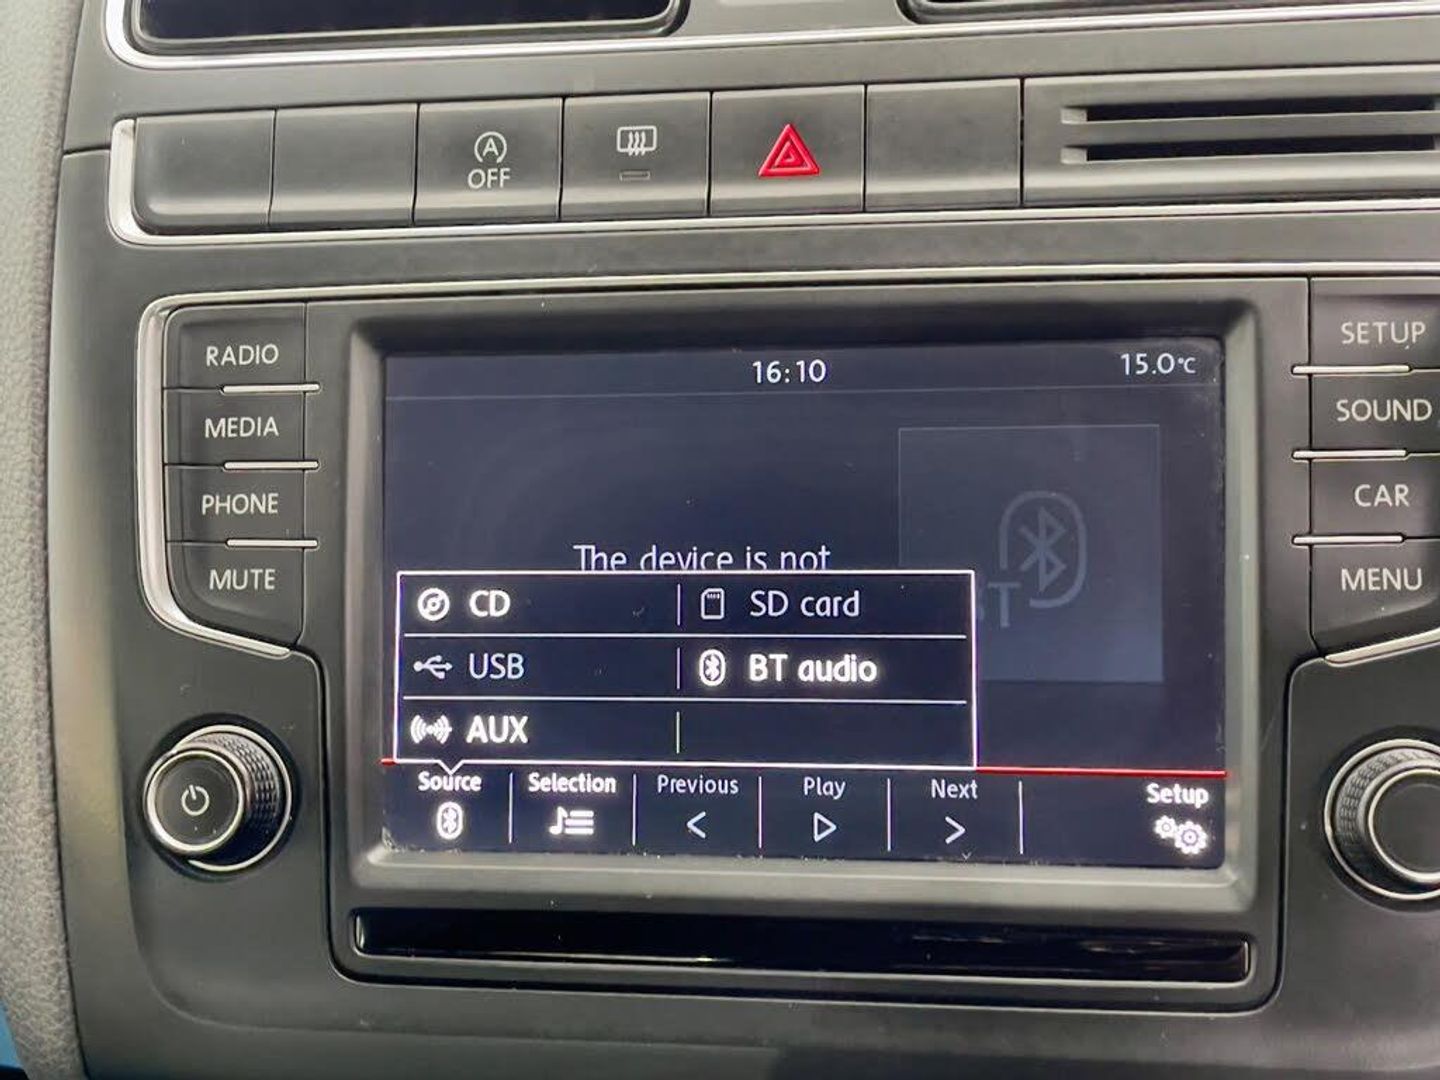 A
OFF
RADIO
MEDIA
PHONE
MUTE
16:10
15.0°C
The device is not
BT
CD
SD card
USB
BT audio
AUX
Source
Selection
Previous
Play
Next
Setup
SETUP
SOUND
CAR
MENU